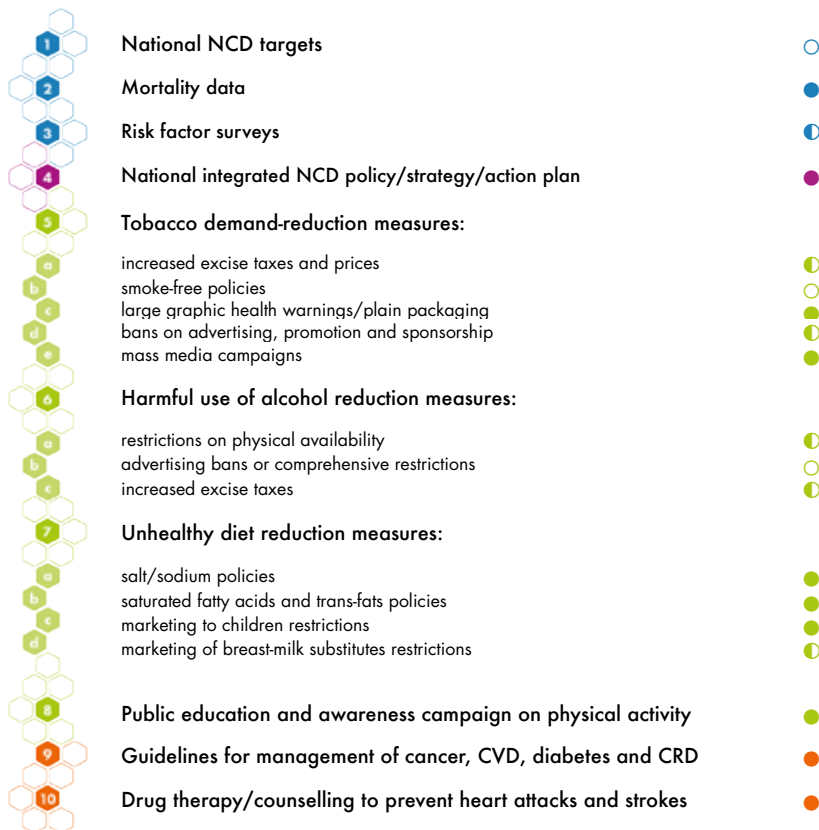 1 National NCD targets
2 Mortality data
3 Risk factor surveys
4 National integrated NCD policy/strategy/action plan
5 Tobacco demand-reduction measures:
a increased excise taxes and prices
b smoke-free policies
c large graphic health warnings/plain packaging
d bans on advertising, promotion and sponsorship
e mass media campaigns
6 Harmful use of alcohol reduction measures:
a restrictions on physical availability
b advertising bans or comprehensive restrictions
c increased excise taxes
7 Unhealthy diet reduction measures:
a salt/sodium policies
b saturated fatty acids and trans-fats policies
c marketing to children restrictions
d marketing of breast-milk substitutes restrictions
8 Public education and awareness campaign on physical activity
9 Guidelines for management of cancer, CVD, diabetes and CRD
10 Drug therapy/counselling to prevent heart attacks and strokes